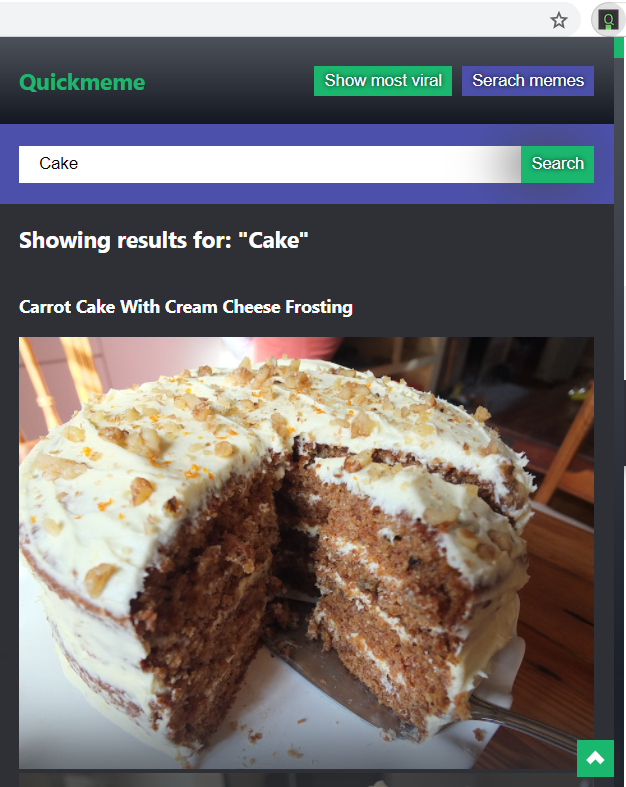 Q
Quickmeme
Show most viral
Serach memes
Cake
Search
Showing results for: "Cake"
Carrot Cake With Cream Cheese Frosting